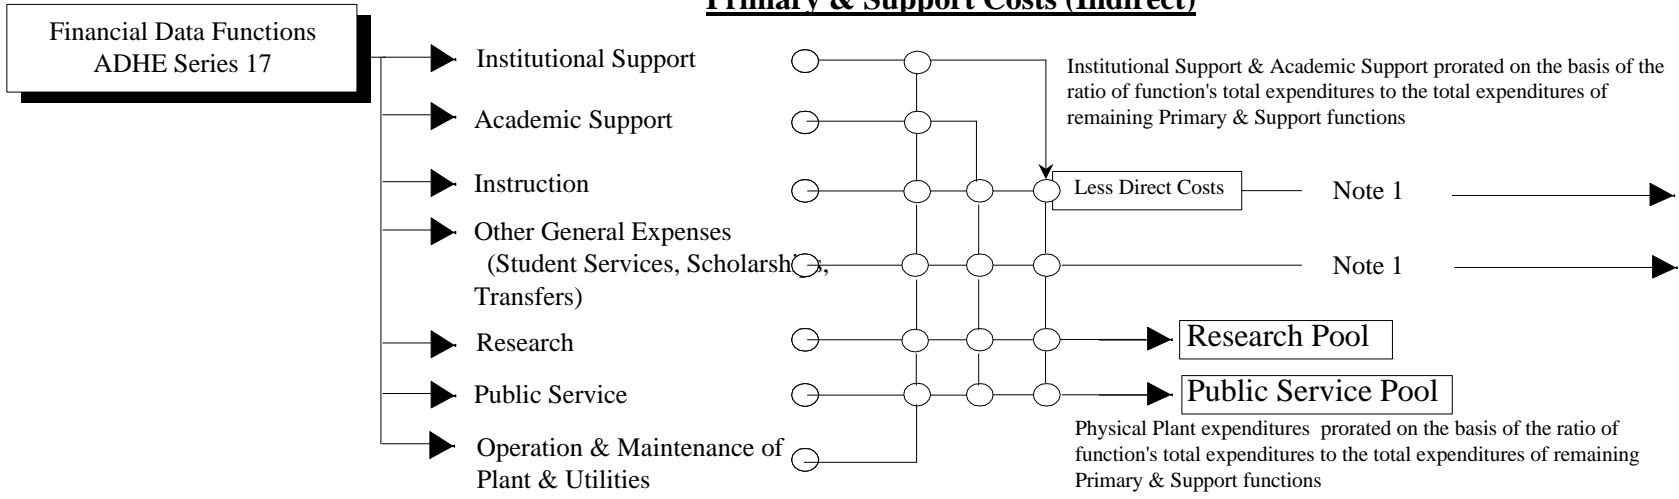 Primary & Support Costs (Indirect)
Financial Data Functions
ADHE Series 17
Institutional Support
Academic Support
Instruction
Other General Expenses
(Student Services, Scholarships,
Transfers)
Research
Public Service
Operation & Maintenance of
Plant & Utilities
Institutional Support & Academic Support prorated on the basis of the
ratio of function's total expenditures to the total expenditures of
remaining Primary & Support functions
Less Direct Costs
Note 1
Note 1
Research Pool
Public Service Pool
Physical Plant expenditures prorated on the basis of the ratio of
function's total expenditures to the total expenditures of remaining
Primary & Support functions